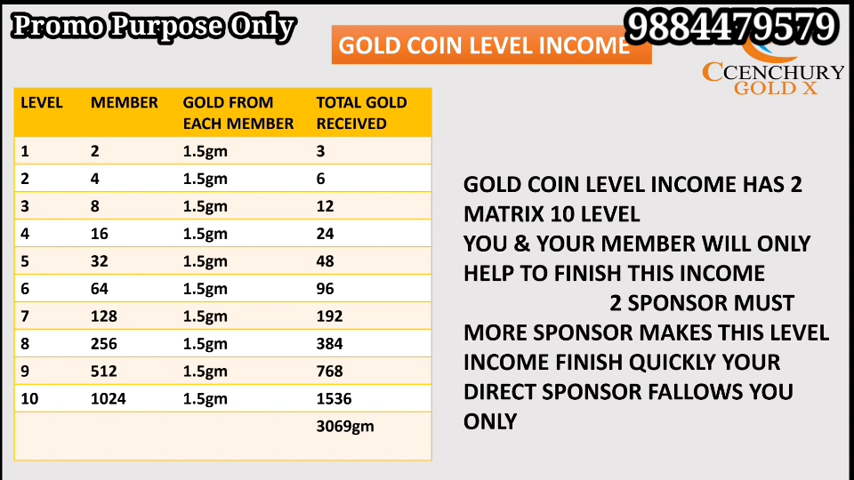 Promo Purpose Only
9884479579
GOLD COIN LEVEL INCOME
CCENCHURY
GOLD X
LEVEL MEMBER GOLD FROM EACH MEMBER TOTAL GOLD RECEIVED
1 2 1.5gm 3
2 4 1.5gm 6
3 8 1.5gm 12
4 16 1.5gm 24
5 32 1.5gm 48
6 64 1.5gm 96
7 128 1.5gm 192
8 256 1.5gm 384
9 512 1.5gm 768
10 1024 1.5gm 1536
3069gm
GOLD COIN LEVEL INCOME HAS 2
MATRIX 10 LEVEL
YOU & YOUR MEMBER WILL ONLY
HELP TO FINISH THIS INCOME
2 SPONSOR MUST
MORE SPONSOR MAKES THIS LEVEL
INCOME FINISH QUICKLY YOUR
DIRECT SPONSOR FALLOWS YOU
ONLY